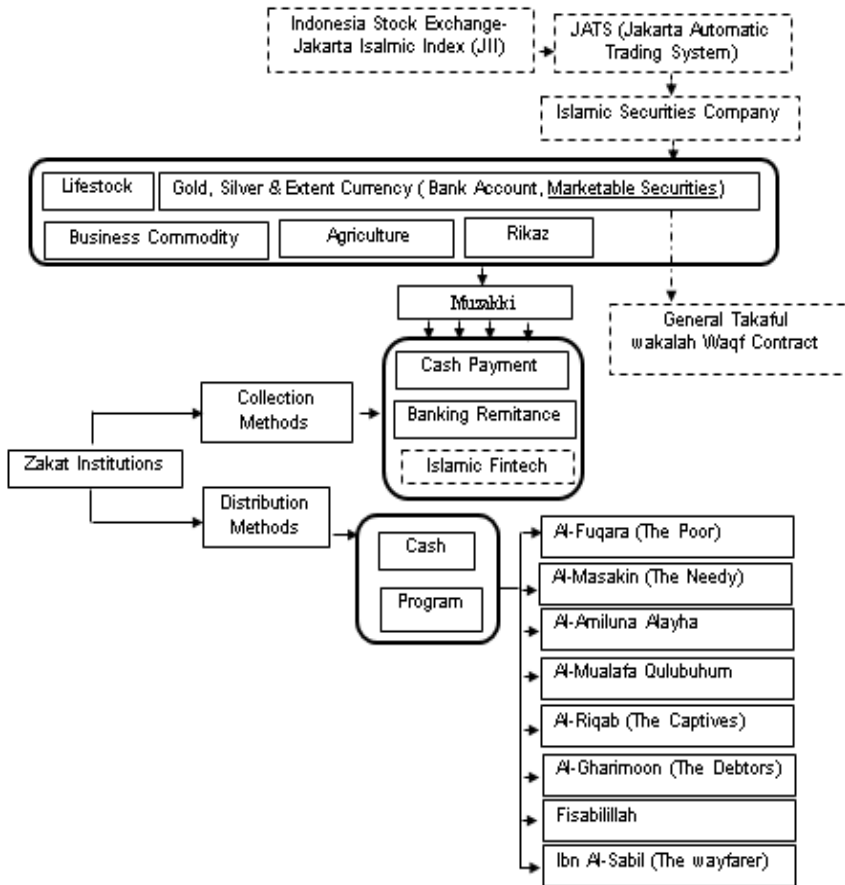 Indonesia Stock Exchange-
Jakarta Isalmic Index (JII)
JATS (Jakarta Automatic
Trading System)
Islamic Securities Company
Lifestock
Gold, Silver & Extent Currency ( Bank Account, Marketable Securities)
Business Commodity
Agriculture
Rikaz
Muzakki
General Takaful
wakalah Waqf Contract
Cash Payment
Collection
Methods
Banking Remitance
Zakat Institutions
Islamic Fintech
Distribution
Methods
Cash
Program
Al-Fuqara (The Poor)
Al-Masakin (The Needy)
Al-Amiluna Alayha
Al-Mualafa Qulubuhum
Al-Riqab (The Captives)
Al-Gharimoon (The Debtors)
Fisabilillah
Ibn Al-Sabil (The wayfarer)